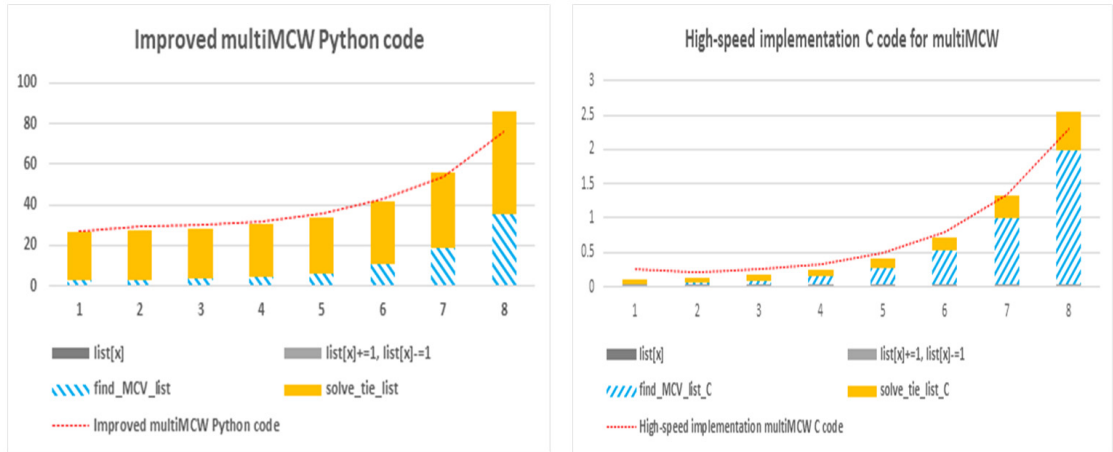 Improved multiMCW Python code
100
80
60
40
20
0
1 2 3 4 5 6 7 8
list[x] list[x]+=1, list[x]-=1
find_MCV_list solve_tie_list
Improved multiMCW Python code
High-speed implementation C code for multiMCW
3
2.5
2
1.5
1
0.5
0
1 2 3 4 5 6 7 8
list[x] list[x]+=1, list[x]-=1
find_MCV_list_C solve_tie_list_C
High-speed implementation multiMCW C code